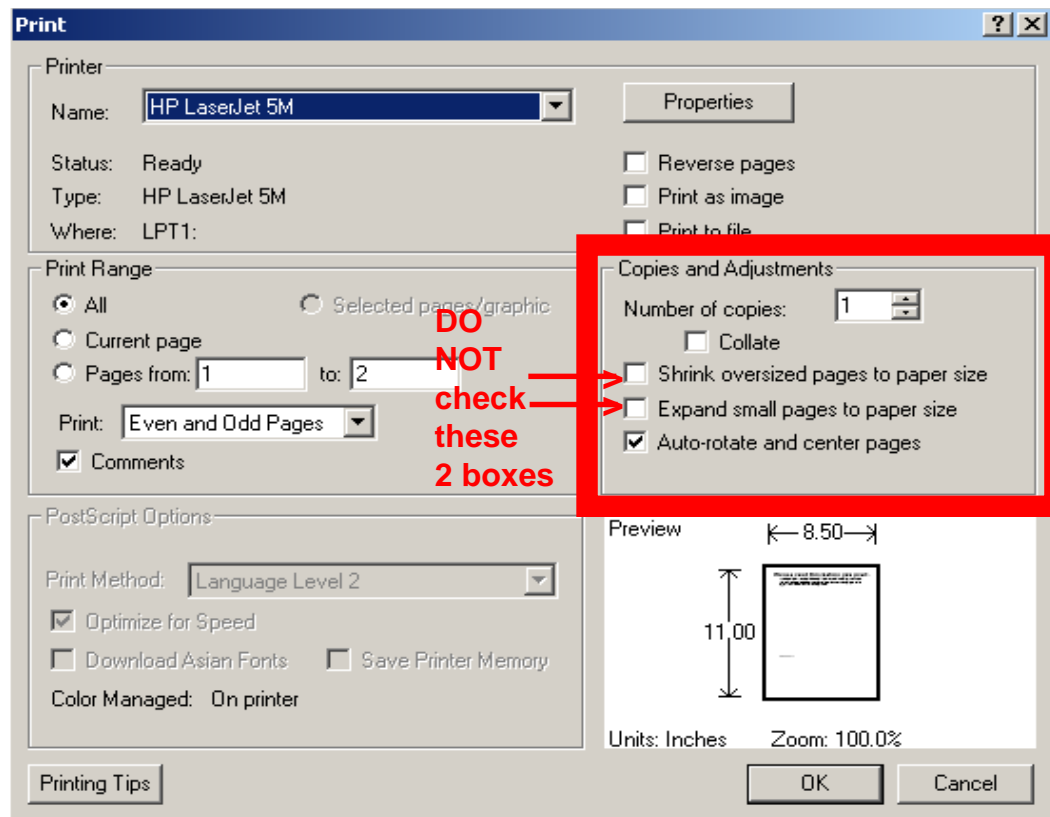 Print
Printer
Name: HP LaserJet 5M
Properties
Status: Ready
Reverse pages
Type: HP LaserJet 5M
Print as image
Where: LPT1:
Print to file
Print Range
All
Selected pages/graphic
Current page
Pages from: 1 to: 2
Print: Even and Odd Pages
Comments
DO
NOT
check
these
2 boxes
Copies and Adjustments
Number of copies: 1
Collate
Shrink oversized pages to paper size
Expand small pages to paper size
Auto-rotate and center pages
PostScript Options
Print Method: Language Level 2
Optimize for Speed
Download Asian Fonts
Save Printer Memory
Color Managed: On printer
Preview
8.50
11.00
Units: Inches Zoom: 100.0%
Printing Tips
OK
Cancel